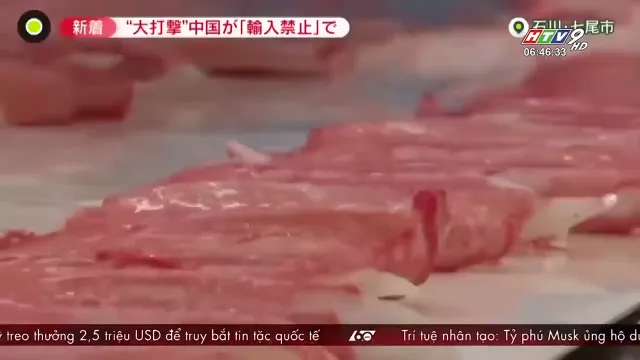 新着 "大打撃"中国が「輸入禁止」で
石川・七尾市
HTV9 HD
06:46:33
treo thưởng 2,5 triệu USD để truy bắt tin tặc quốc tế
Trí tuệ nhân tạo: Tỷ phú Musk ủng hộ